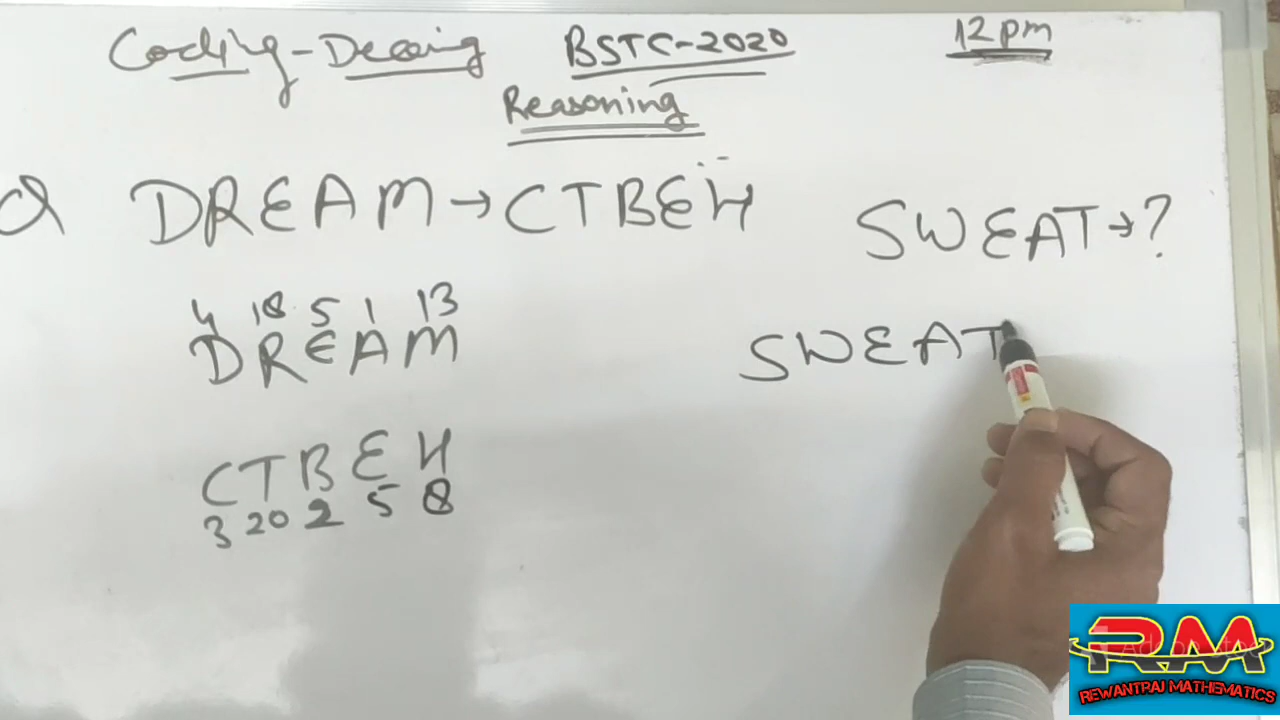 Coding-Decoing BSTC-2020 12pm
Reasoning
Q DREAM→CTBEH SWEAT→?
4 18 5 1 13
DREAM SWEAT
CTBEH
3 20 2 5 8
RM
REWANTRAJ MATHEMATICS